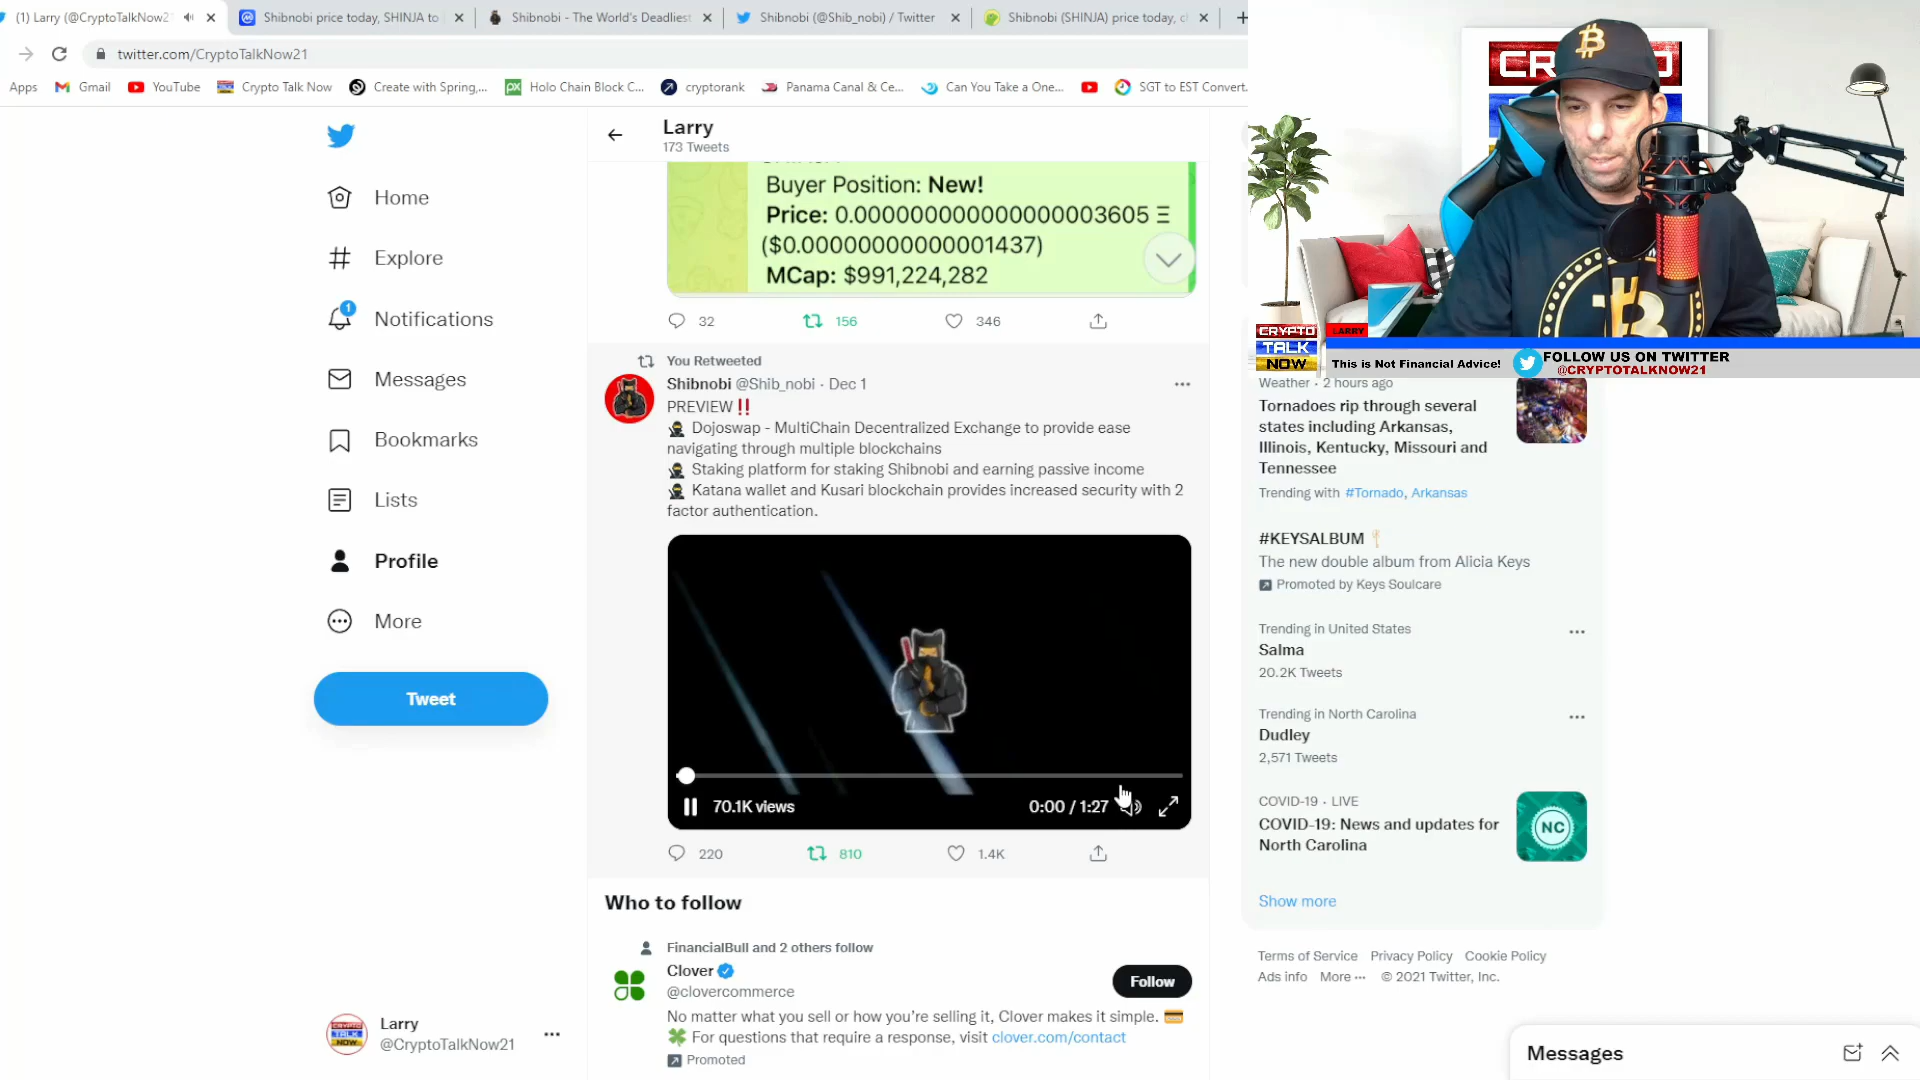 (1) Larry (@CryptoTalkNow2
Shibnobi price today, SHINJA to
Shibnobi - The World's Deadliest
Shibnobi (@Shib_nobi) / Twitter
Shibnobi (SHINJA) price today, c
twitter.com/CryptoTalkNow21
Apps
Gmail
YouTube
Crypto Talk Now
Create with Spring,...
Holo Chain Block C...
cryptorank
Panama Canal & Ce...
Can You Take a One...
SGT to EST Convert.
Larry
173 Tweets
Home
Explore
1
Notifications
Messages
Bookmarks
Lists
Profile
More
Tweet
Larry
@CryptoTalkNow21
Buyer Position: New!
Price: 0.000000000000000003605 Ξ
($0.00000000000001437)
MCap: $991,224,282
32
156
346
You Retweeted
Shibnobi @Shib_nobi · Dec 1
PREVIEW‼️
🥷 Dojoswap - MultiChain Decentralized Exchange to provide ease
navigating through multiple blockchains
🥷 Staking platform for staking Shibnobi and earning passive income
🥷 Katana wallet and Kusari blockchain provides increased security with 2
factor authentication.
70.1K views
0:00 / 1:27
220
810
1.4K
Who to follow
FinancialBull and 2 others follow
Clover
@clovercommerce
Follow
No matter what you sell or how you're selling it, Clover makes it simple. 💳
🍀 For questions that require a response, visit clover.com/contact
Promoted
CRYPTO
TALK
NOW
LARRY
This is Not Financial Advice!
FOLLOW US ON TWITTER
@CRYPTOTALKNOW21
Weather · 2 hours ago
Tornadoes rip through several
states including Arkansas,
Illinois, Kentucky, Missouri and
Tennessee
Trending with #Tornado, Arkansas
#KEYSALBUM
The new double album from Alicia Keys
Promoted by Keys Soulcare
Trending in United States
Salma
20.2K Tweets
Trending in North Carolina
Dudley
2,571 Tweets
COVID-19 · LIVE
COVID-19: News and updates for
North Carolina
NC
Show more
Terms of Service Privacy Policy Cookie Policy
Ads info More ··· © 2021 Twitter, Inc.
Messages